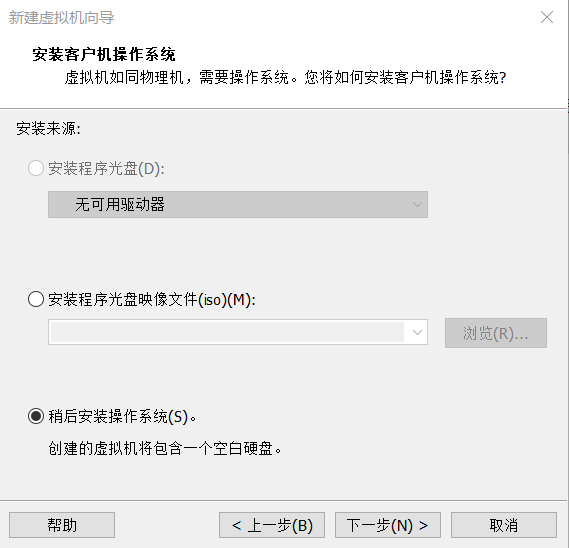 新建虚拟机向导
安装客户机操作系统
虚拟机如同物理机，需要操作系统。您将如何安装客户机操作系统?
安装来源:
安装程序光盘(D):
无可用驱动器
安装程序光盘映像文件(iso)(M):
浏览(R)...
稍后安装操作系统(S)。
创建的虚拟机将包含一个空白硬盘。
帮助
< 上一步(B)
下一步(N) >
取消